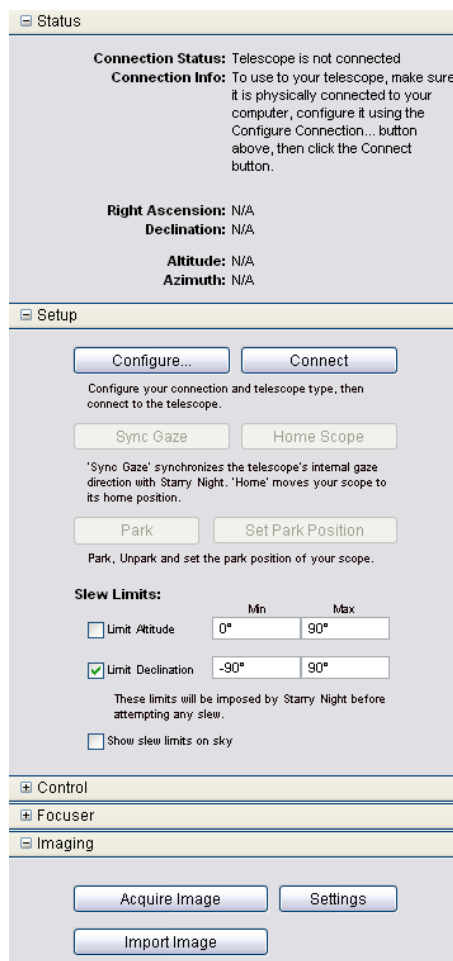 Status
Connection Status: Telescope is not connected
Connection Info: To use to your telescope, make sure
it is physically connected to your
computer, configure it using the
Configure Connection... button
above, then click the Connect
button.
Right Ascension: N/A
Declination: N/A
Altitude: N/A
Azimuth: N/A
Setup
Configure... Connect
Configure your connection and telescope type, then
connect to the telescope.
Sync Gaze Home Scope
'Sync Gaze' synchronizes the telescope's internal gaze
direction with Starry Night. 'Home' moves your scope to
its home position.
Park Set Park Position
Park, Unpark and set the park position of your scope.
Slew Limits:
Min Max
Limit Altitude 0° 90°
Limit Declination -90° 90°
These limits will be imposed by Starry Night before
attempting any slew.
Show slew limits on sky
Control
Focuser
Imaging
Acquire Image Settings
Import Image